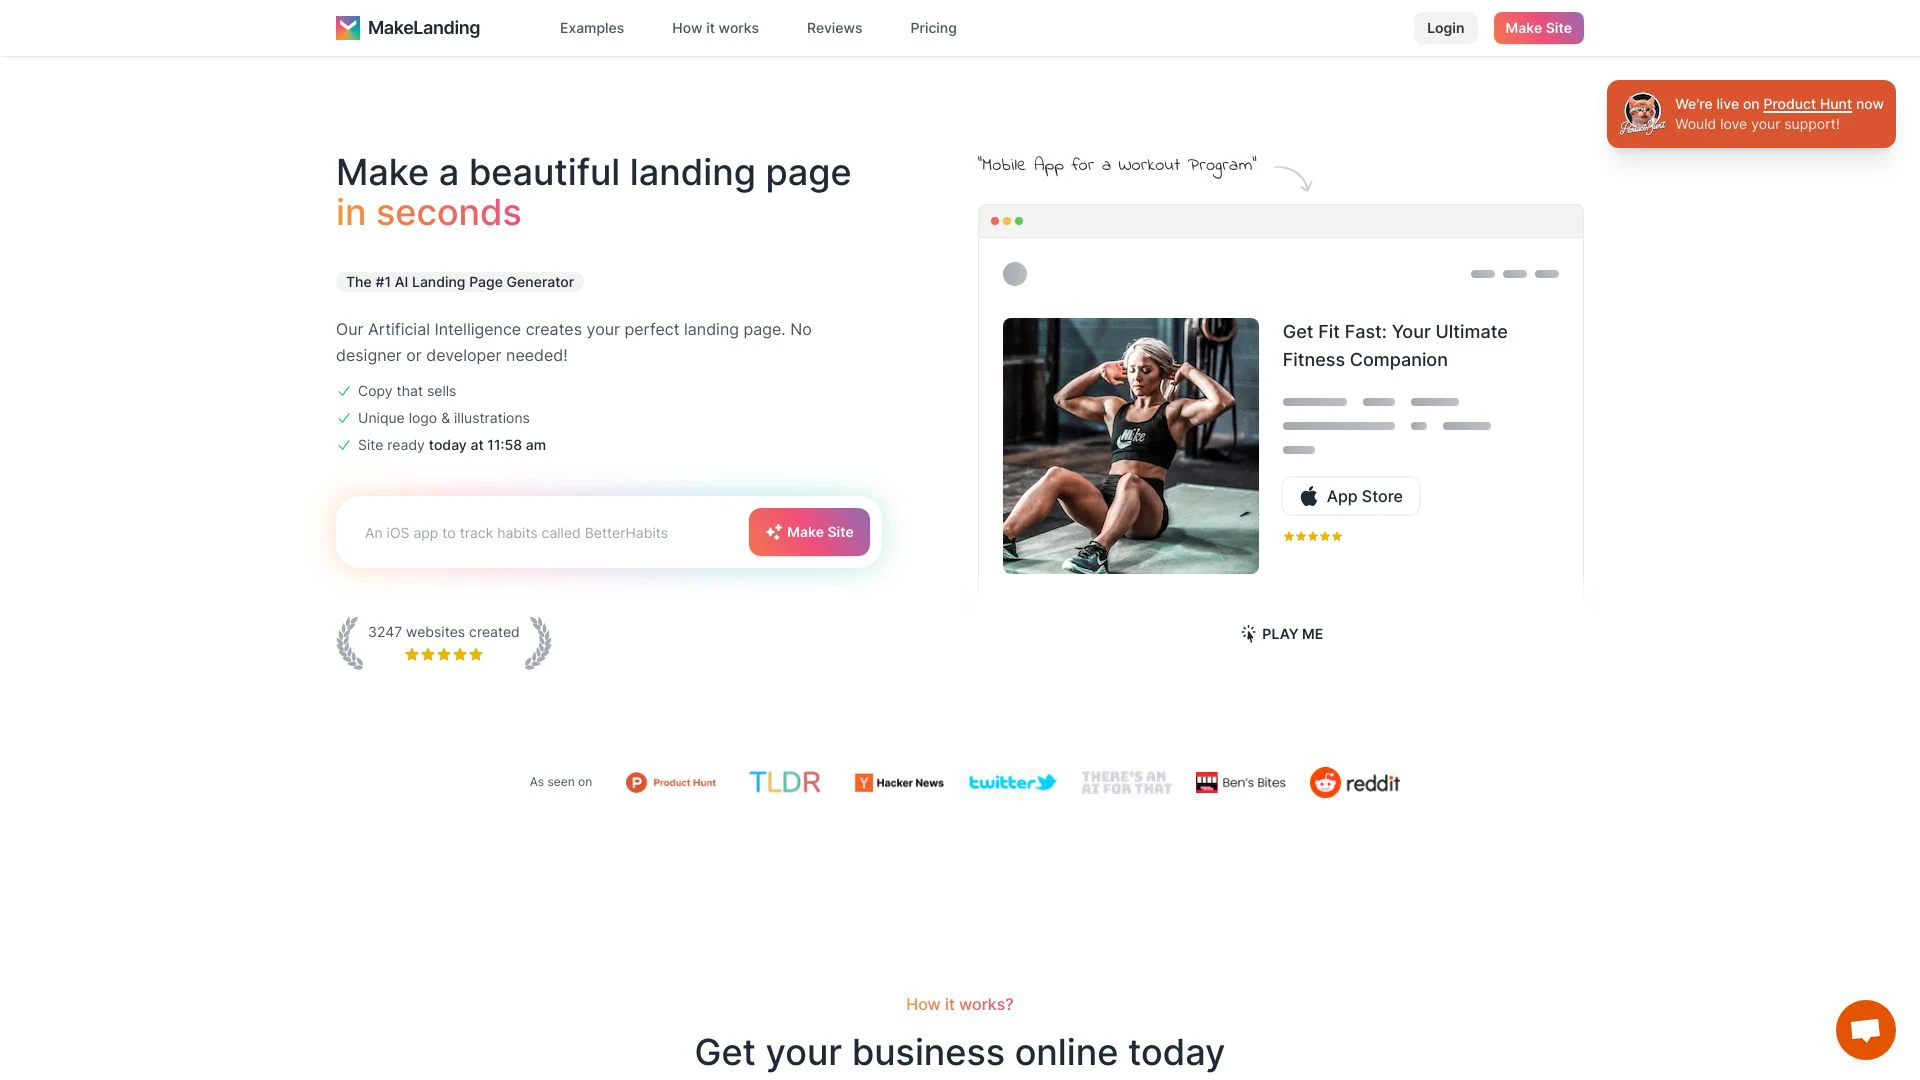 MakeLanding
Examples
How it works
Reviews
Pricing
Login
Make Site
We're live on Product Hunt now
Would love your support!
Make a beautiful landing page
in seconds
The #1 AI Landing Page Generator
Our Artificial Intelligence creates your perfect landing page. No
designer or developer needed!
Copy that sells
Unique logo & illustrations
Site ready today at 11:58 am
An iOS app to track habits called BetterHabits
Make Site
3247 websites created
"Mobile App for a Workout Program"
Nike
Get Fit Fast: Your Ultimate
Fitness Companion
App Store
PLAY ME
As seen on
P Product Hunt
TLDR
Y Hacker News
twitter
THERE'S AN
AI FOR THAT
Ben's Bites
reddit
How it works?
Get your business online today